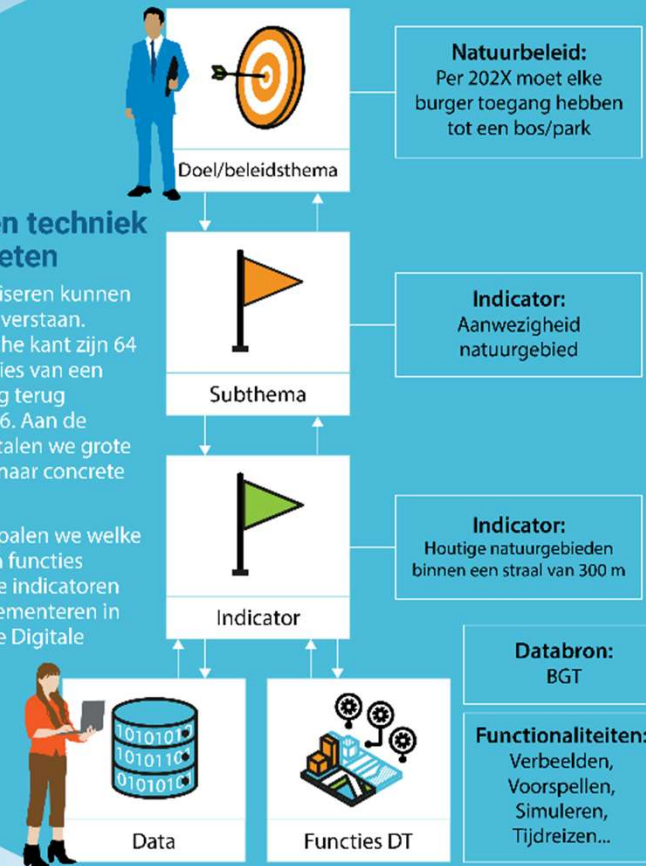 Natuurbeleid:
Per 202X moet elke
burger toegang hebben
tot een bos/park
Doel/beleidsthema
en techniek
eten
iseren kunnen
verstaan.
he kant zijn 64
ies van een
g terug
6. Aan de
talen we grote
naar concrete
Indicator:
Aanwezigheid
natuurgebied
Subthema
palen we welke
functies
e indicatoren
ementeren in
e Digitale
Indicator:
Houtige natuurgebieden
binnen een straal van 300 m
Indicator
Databron:
BGT
Functionaliteiten:
Verbeelden,
Voorspellen,
Simuleren,
Tijdreizen...
1010101
1010110
010101
Data
Functies DT